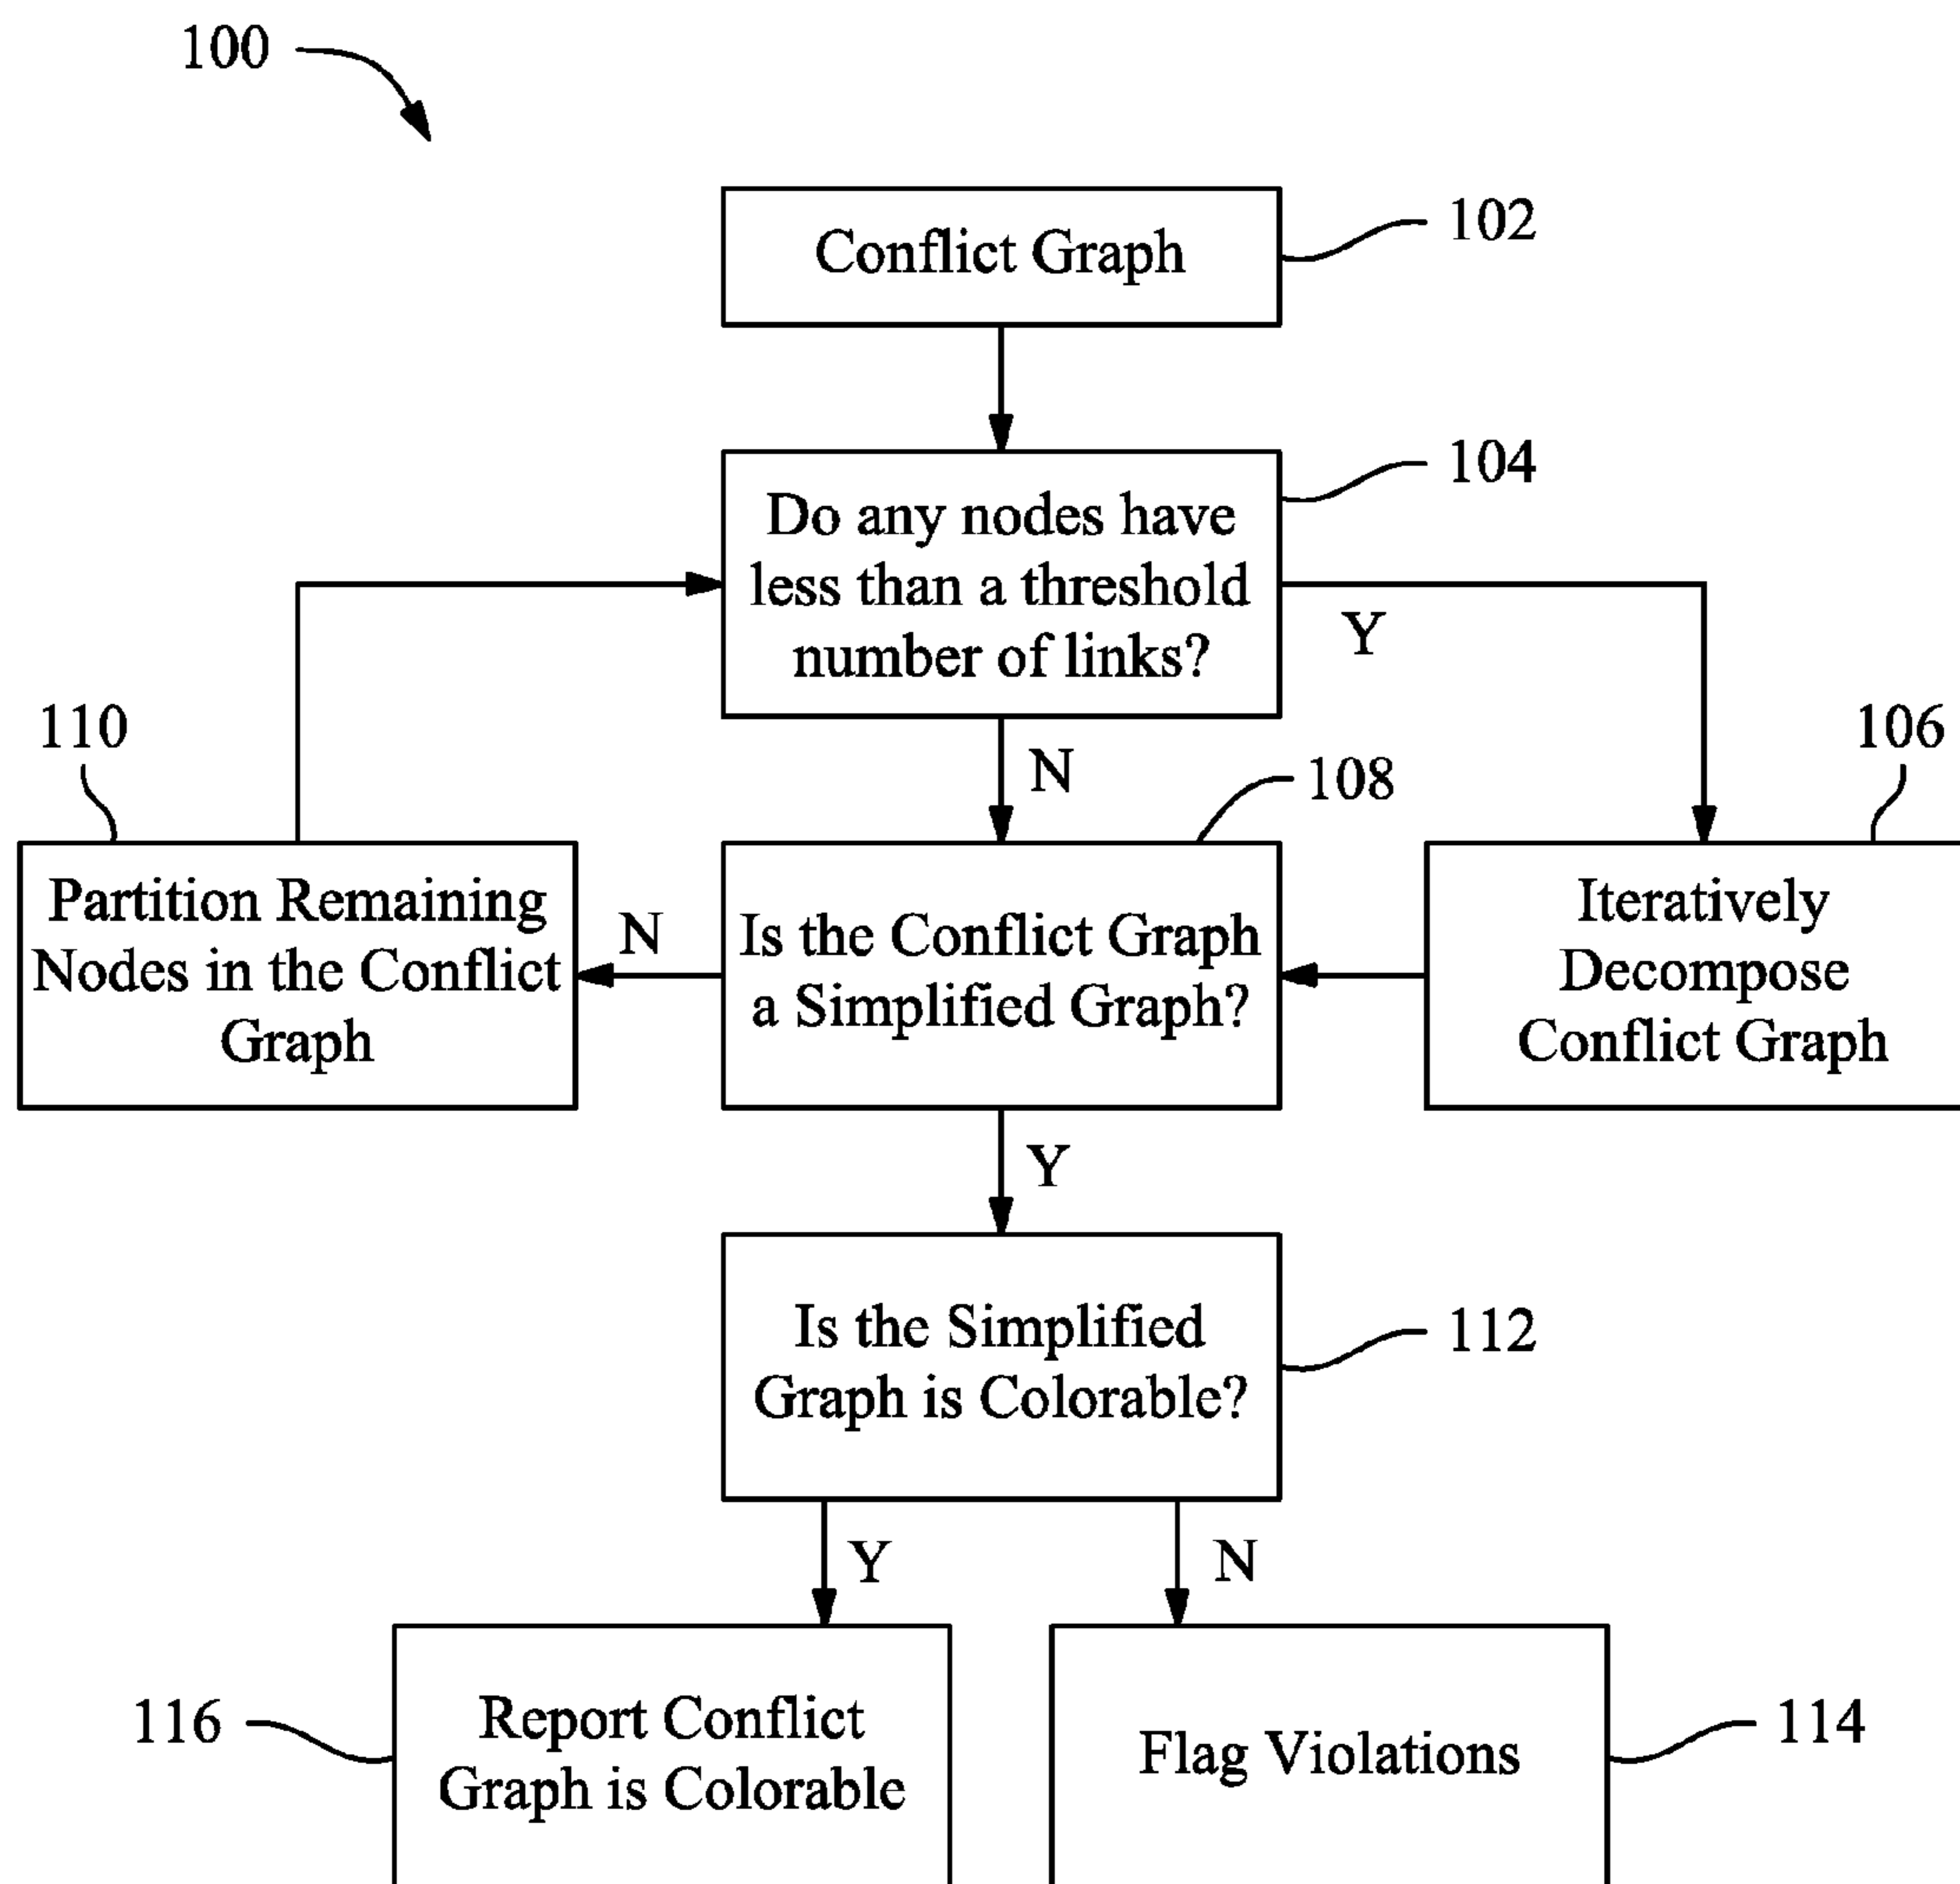 100
Conflict Graph
102
Do any nodes have
less than a threshold
number of links?
104
Y
N
110
108
106
Partition Remaining
Nodes in the Conflict
Graph
N
Is the Conflict Graph
a Simplified Graph?
Iteratively
Decompose
Conflict Graph
Y
Is the Simplified
Graph is Colorable?
112
Y
N
116
Report Conflict
Graph is Colorable
Flag Violations
114